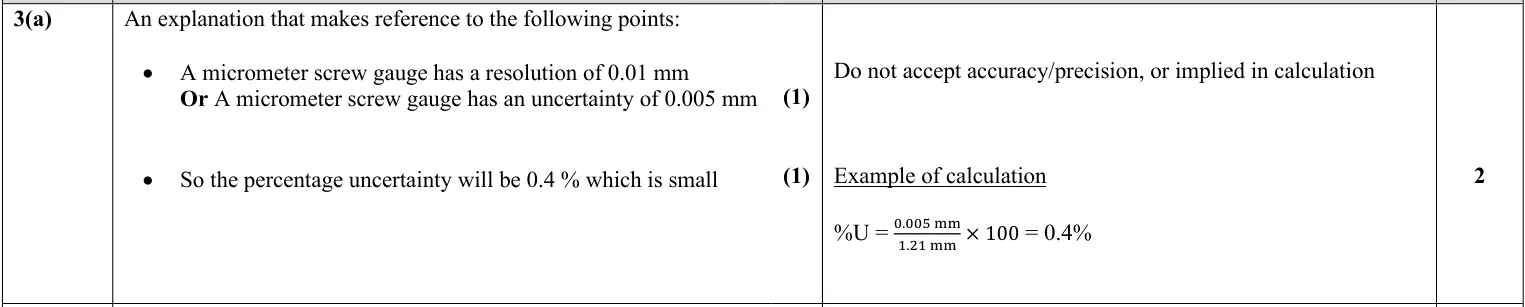 3(a)
An explanation that makes reference to the following points:
• A micrometer screw gauge has a resolution of 0.01 mm
Or A micrometer screw gauge has an uncertainty of 0.005 mm (1)
• So the percentage uncertainty will be 0.4 % which is small (1)
Do not accept accuracy/precision, or implied in calculation
Example of calculation
%U = 0.005 mm / 1.21 mm × 100 = 0.4%
2